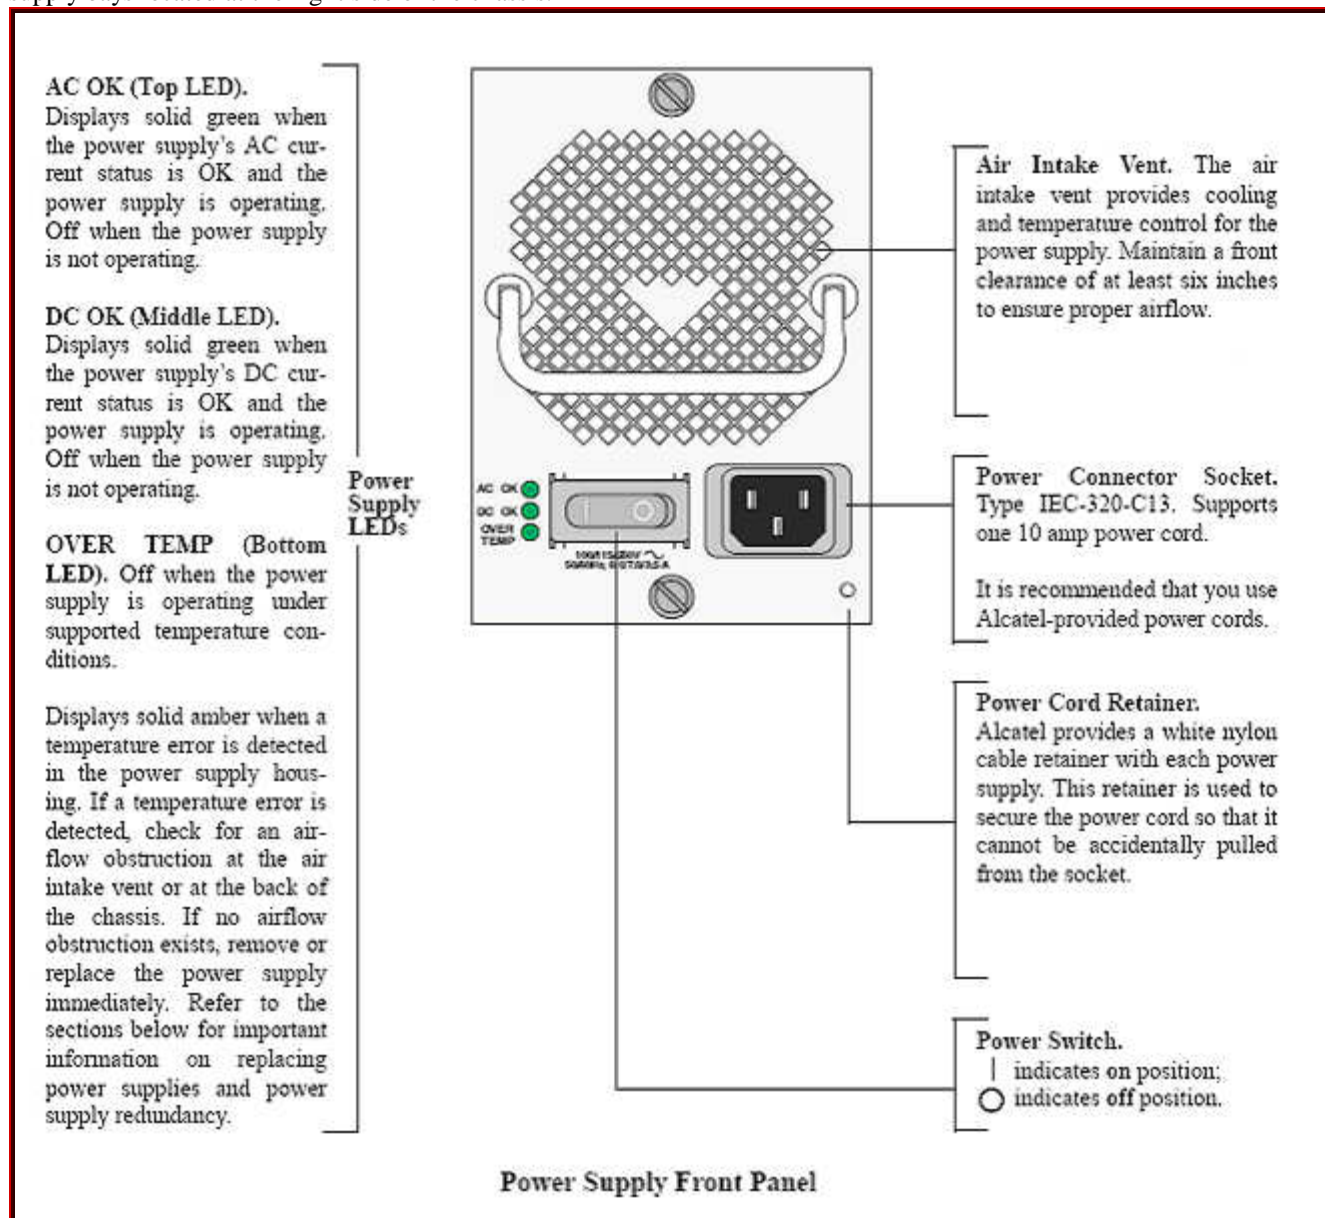 AC OK (Top LED).
Displays solid green when
the power supply's AC cur-
rent status is OK and the
power supply is operating.
Off when the power supply
is not operating.
DC OK (Middle LED).
Displays solid green when
the power supply's DC cur-
rent status is OK and the
power supply is operating.
Off when the power supply
is not operating.
OVER TEMP (Bottom
LED). Off when the power
supply is operating under
supported temperature con-
ditions.
Displays solid amber when a
temperature error is detected
in the power supply hous-
ing. If a temperature error is
detected, check for an air-
flow obstruction at the air
intake vent or at the back of
the chassis. If no airflow
obstruction exists, remove or
replace the power supply
immediately. Refer to the
sections below for important
information on replacing
power supplies and power
supply redundancy.
Power
Supply
LEDs
AC OK
DC OK
OVER
TEMP
Air Intake Vent. The air
intake vent provides cooling
and temperature control for the
power supply. Maintain a front
clearance of at least six inches
to ensure proper airflow.
Power Connector Socket.
Type IEC-320-C13. Supports
one 10 amp power cord.
It is recommended that you use
Alcatel-provided power cords.
Power Cord Retainer.
Alcatel provides a white nylon
cable retainer with each power
supply. This retainer is used to
secure the power cord so that it
cannot be accidentally pulled
from the socket.
Power Switch.
| indicates on position;
O indicates off position.
Power Supply Front Panel